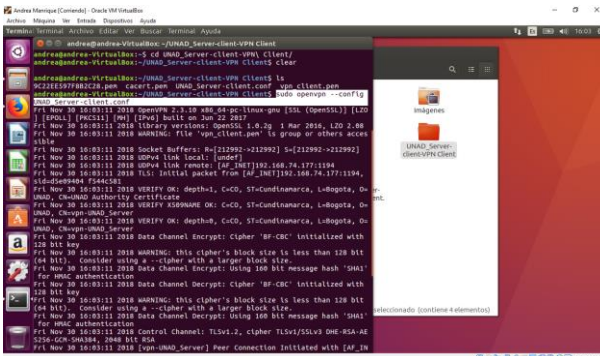 Andrea Manrique [Corriendo] - Oracle VM VirtualBox
Archivo Máquina Ver Entrada Dispositivos Ayuda
Terminal Terminal Archivo Editar Ver Buscar Terminal Ayuda
Es
16:03
andrea@andrea-VirtualBox: ~/UNAD_Server-client-VPN Client
andrea@andrea-VirtualBox:~$ cd UNAD_Server-client-VPN\ Client/
andrea@andrea-VirtualBox:~/UNAD_Server-client-VPN Client$ clear
andrea@andrea-VirtualBox:~/UNAD_Server-client-VPN Client$ ls
9C22EE597F8B2C28.pem cacert.pem UNAD_Server-client.conf vpn_client.pem
andrea@andrea-VirtualBox:~/UNAD_Server-client-VPN Client$ sudo openvpn --config
UNAD_Server-client.conf
Fri Nov 30 16:03:11 2018 OpenVPN 2.3.10 x86_64-pc-linux-gnu [SSL (OpenSSL)] [LZO
] [EPOLL] [PKCS11] [MH] [IPv6] built on Jun 22 2017
Fri Nov 30 16:03:11 2018 library versions: OpenSSL 1.0.2g 1 Mar 2016, LZO 2.08
Fri Nov 30 16:03:11 2018 WARNING: file 'vpn_client.pem' is group or others acces
sible
Fri Nov 30 16:03:11 2018 Socket Buffers: R=[212992->212992] S=[212992->212992]
Fri Nov 30 16:03:11 2018 UDPv4 link local: [undef]
Fri Nov 30 16:03:11 2018 UDPv4 link remote: [AF_INET]192.168.74.177:1194
Fri Nov 30 16:03:11 2018 TLS: Initial packet from [AF_INET]192.168.74.177:1194,
sid=d5e09404 f544c581
Fri Nov 30 16:03:11 2018 VERIFY OK: depth=1, C=CO, ST=Cundinamarca, L=Bogota, O=
UNAD, CN=UNAD Authority Certificate
Fri Nov 30 16:03:11 2018 VERIFY X509NAME OK: C=CO, ST=Cundinamarca, L=Bogota, O=
UNAD, CN=vpn-UNAD_Server
Fri Nov 30 16:03:11 2018 VERIFY OK: depth=0, C=CO, ST=Cundinamarca, L=Bogota, O=
UNAD, CN=vpn-UNAD_Server
Fri Nov 30 16:03:11 2018 Data Channel Encrypt: Cipher 'BF-CBC' initialized with
128 bit key
Fri Nov 30 16:03:11 2018 WARNING: this cipher's block size is less than 128 bit
(64 bit). Consider using a --cipher with a larger block size.
Fri Nov 30 16:03:11 2018 Data Channel Encrypt: Using 160 bit message hash 'SHA1'
for HMAC authentication
Fri Nov 30 16:03:11 2018 Data Channel Decrypt: Cipher 'BF-CBC' initialized with
128 bit key
Fri Nov 30 16:03:11 2018 WARNING: this cipher's block size is less than 128 bit
(64 bit). Consider using a --cipher with a larger block size.
Fri Nov 30 16:03:11 2018 Data Channel Decrypt: Using 160 bit message hash 'SHA1'
for HMAC authentication
Fri Nov 30 16:03:11 2018 Control Channel: TLSv1.2, cipher TLSv1/SSLv3 DHE-RSA-AE
S256-GCM-SHA384, 2048 bit RSA
Fri Nov 30 16:03:11 2018 [vpn-UNAD_Server] Peer Connection Initiated with [AF_IN
Imágenes
UNAD_Server-
client-VPN Client
seleccionado (contiene 4 elementos)